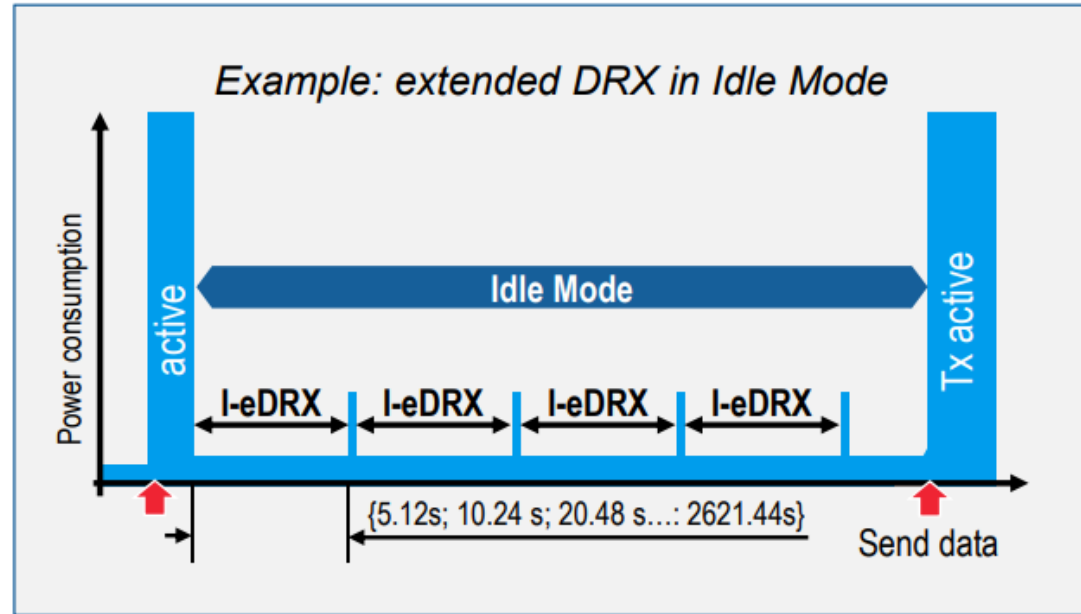 Example: extended DRX in Idle Mode
Power consumption
active
Idle Mode
Tx active
I-eDRX
I-eDRX
I-eDRX
I-eDRX
{5.12s; 10.24 s; 20.48 s...: 2621.44s}
Send data